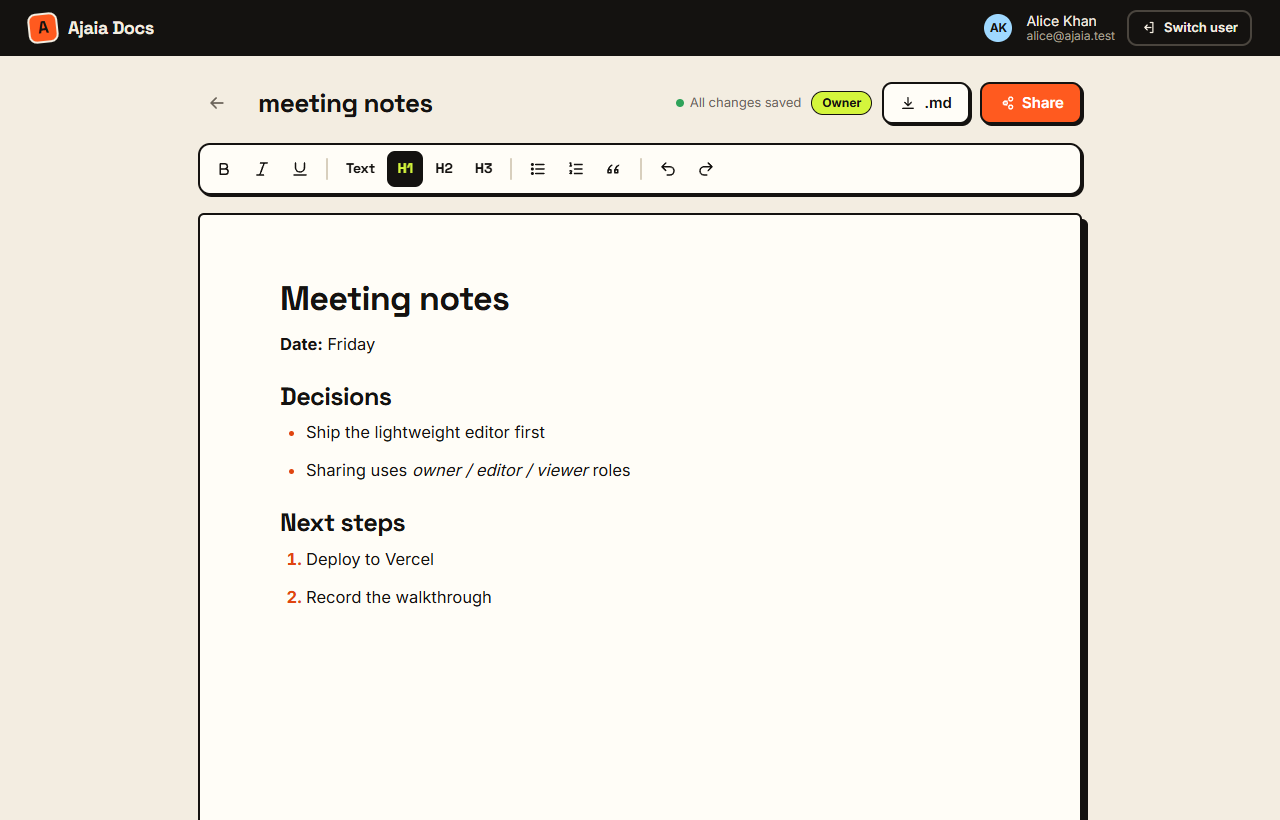 A Ajaia Docs
AK Alice Khan
alice@ajaia.test
Switch user
meeting notes
All changes saved Owner .md Share
B I U Text H1 H2 H3
Meeting notes
Date: Friday
Decisions
• Ship the lightweight editor first
• Sharing uses owner / editor / viewer roles
Next steps
1. Deploy to Vercel
2. Record the walkthrough